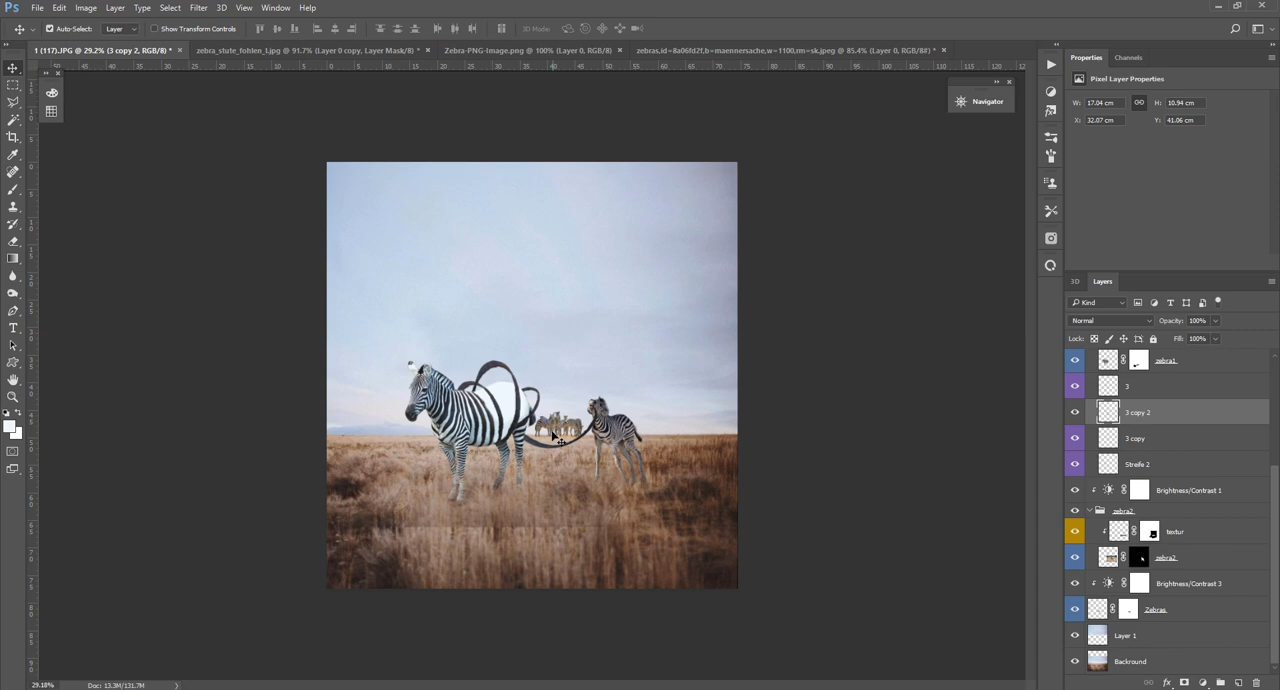 Ps File Edit Image Layer Type Select Filter 3D View Window Help
Auto-Select: Layer Show Transform Controls 3D Mode:
1 (117).JPG @ 29.2% (3 copy 2, RGB/8) * × zebra_stute_fohlen_l.jpg @ 91.7% (Layer 0 copy, Layer Mask/8) * × Zebra-PNG-Image.png @ 100% (Layer 0, RGB/8) × zebras,id=8a06fd2f,b=maennersache,w=1100,rm=sk.jpeg @ 85.4% (Layer 0, RGB/8#) * ×
Navigator
Properties Channels
Pixel Layer Properties
W: 17.04 cm H: 10.94 cm
X: 32.07 cm Y: 41.06 cm
3D Layers
Kind
Normal Opacity: 100%
Lock: Fill: 100%
zebra1
3
3 copy 2
3 copy
Streife 2
Brightness/Contrast 1
zebra2
textur
zebra2
Brightness/Contrast 3
Zebras
Layer 1
Backround
29.18% Doc: 13.3M/131.7M